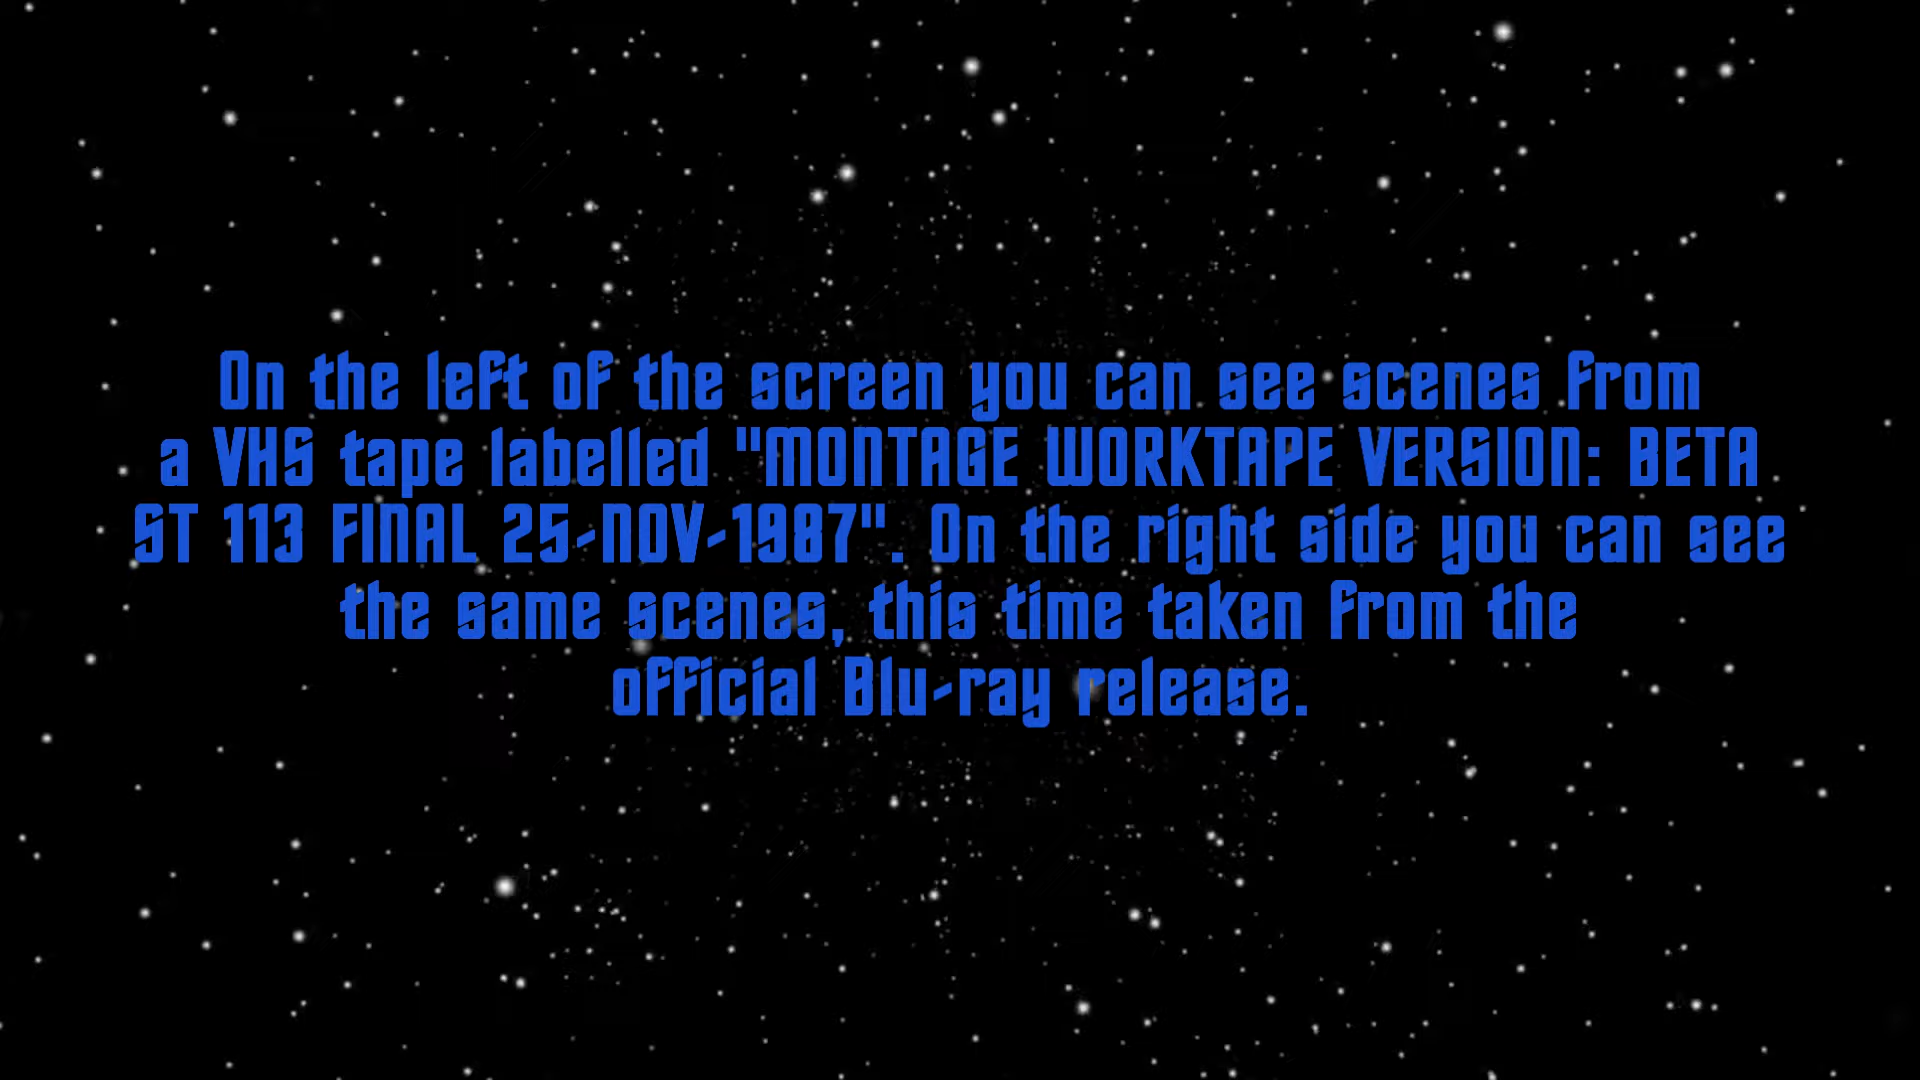 On the left of the screen you can see scenes from
a VHS tape labelled "MONTAGE WORKTAPE VERSION: BETA
ST 113 FINAL 25-NOV-1987". On the right side you can see
the same scenes, this time taken from the
official Blu-ray release.